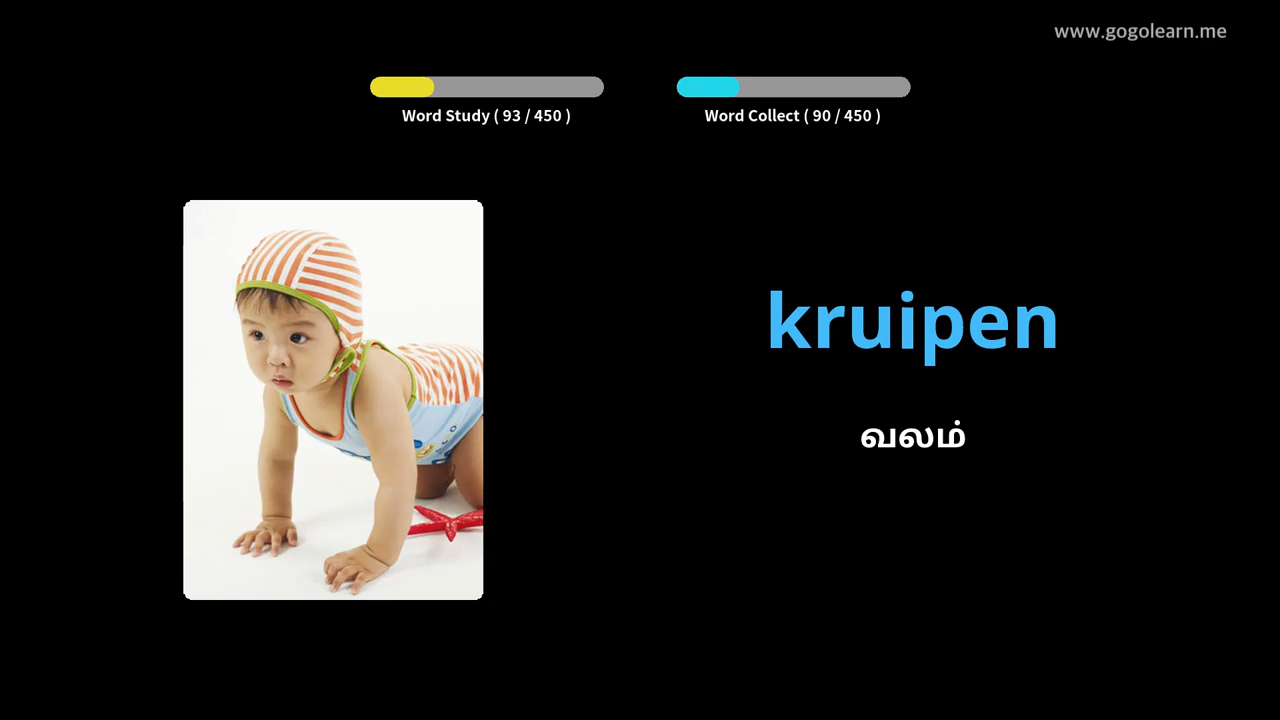 www.gogolearn.me
Word Study ( 93 / 450 )
Word Collect ( 90 / 450 )
kruipen
வலம்